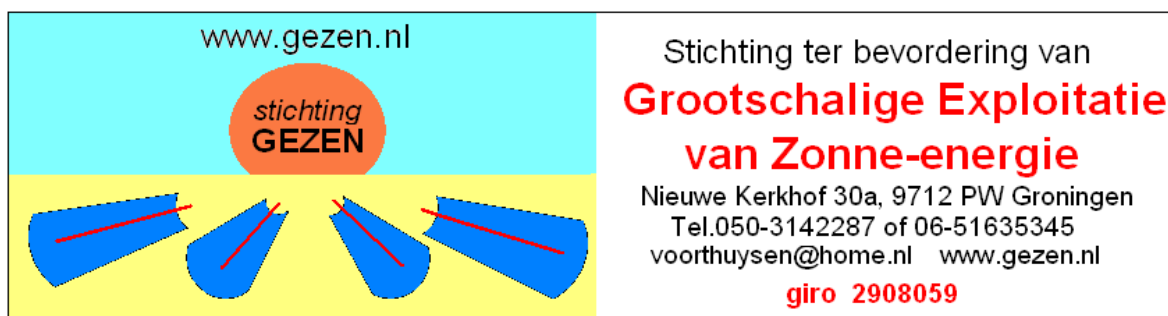 www.gezen.nl
stichting
GEZEN
Stichting ter bevordering van
Grootschalige Exploitatie
van Zonne-energie
Nieuwe Kerkhof 30a, 9712 PW Groningen
Tel.050-3142287 of 06-51635345
voorthuysen@home.nl www.gezen.nl
giro 2908059